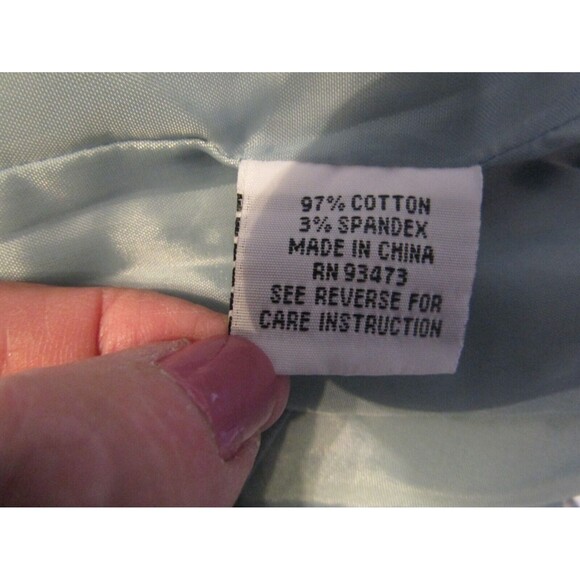 97% COTTON
3% SPANDEX
MADE IN CHINA
RN 93473
SEE REVERSE FOR
CARE INSTRUCTION